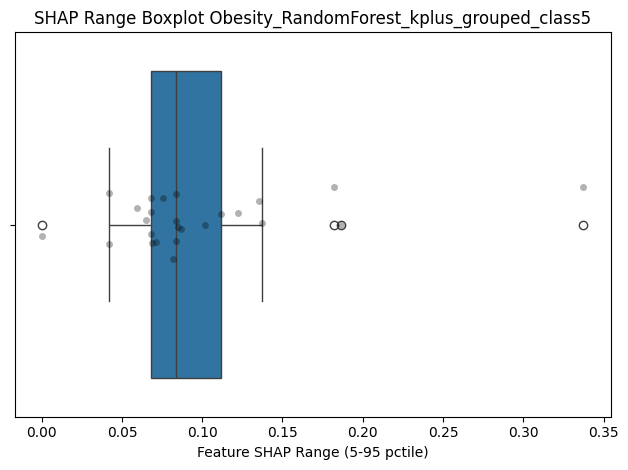 SHAP Range Boxplot Obesity_RandomForest_kplus_grouped_class5
0.00 0.05 0.10 0.15 0.20 0.25 0.30 0.35
Feature SHAP Range (5-95 pctile)